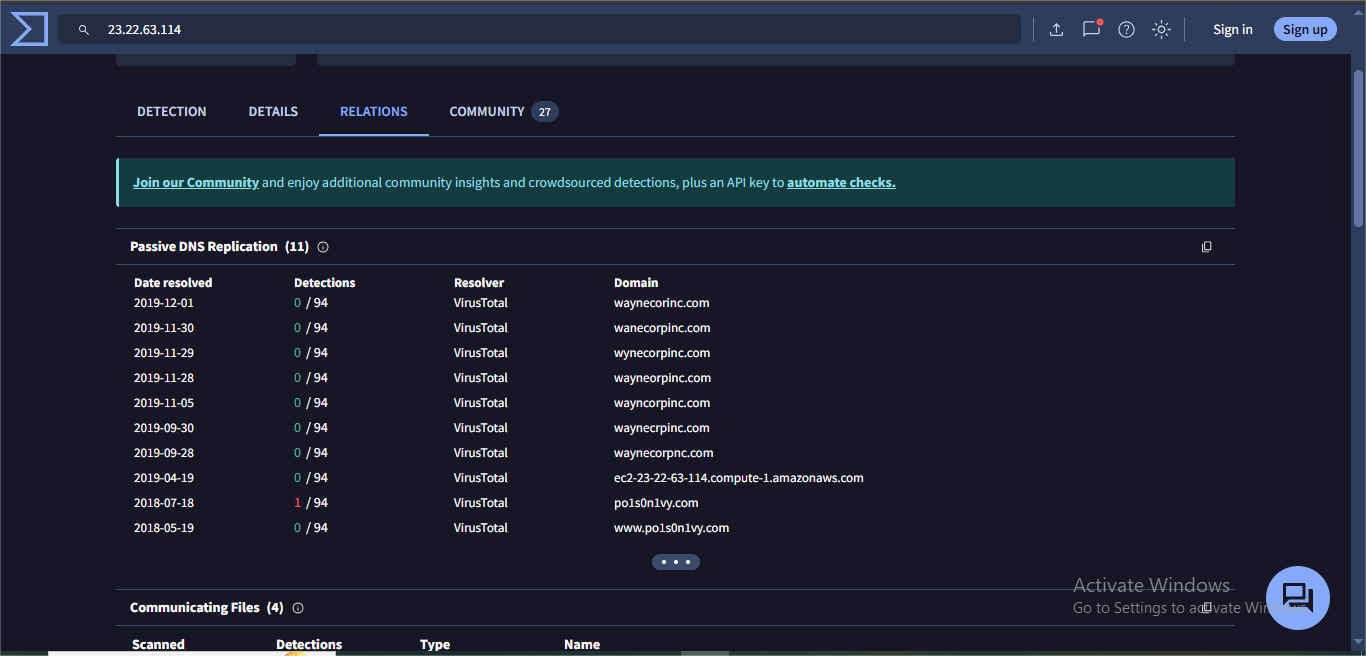 23.22.63.114
Sign in
Sign up
DETECTION DETAILS RELATIONS COMMUNITY 27
Join our Community and enjoy additional community insights and crowdsourced detections, plus an API key to automate checks.
Passive DNS Replication (11)
Date resolved Detections Resolver Domain
2019-12-01 0 / 94 VirusTotal waynecorinc.com
2019-11-30 0 / 94 VirusTotal wanecorpinc.com
2019-11-29 0 / 94 VirusTotal wynecorpinc.com
2019-11-28 0 / 94 VirusTotal wayneorpinc.com
2019-11-05 0 / 94 VirusTotal wayncorpinc.com
2019-09-30 0 / 94 VirusTotal waynecrpinc.com
2019-09-28 0 / 94 VirusTotal waynecorpnc.com
2019-04-19 0 / 94 VirusTotal ec2-23-22-63-114.compute-1.amazonaws.com
2018-07-18 1 / 94 VirusTotal po1s0n1vy.com
2018-05-19 0 / 94 VirusTotal www.po1s0n1vy.com
Communicating Files (4)
Scanned Detections Type Name
Activate Windows
Go to Settings to activate